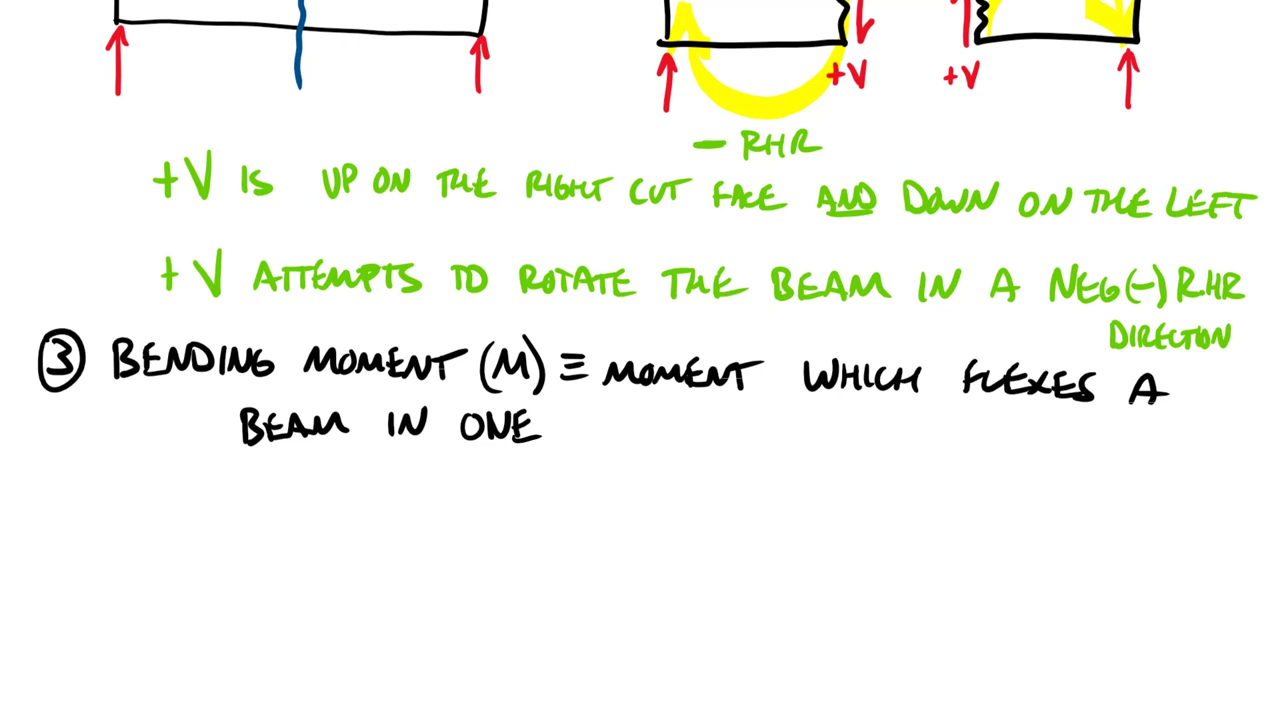 +V +V
- RHR
+V IS UP ON THE RIGHT CUT FACE AND DOWN ON THE LEFT
+V ATTEMPTS TO ROTATE THE BEAM IN A NEG(-) RHR
DIRECTION
③ BENDING MOMENT (M) ≡ MOMENT WHICH FLEXES A
BEAM IN ONE